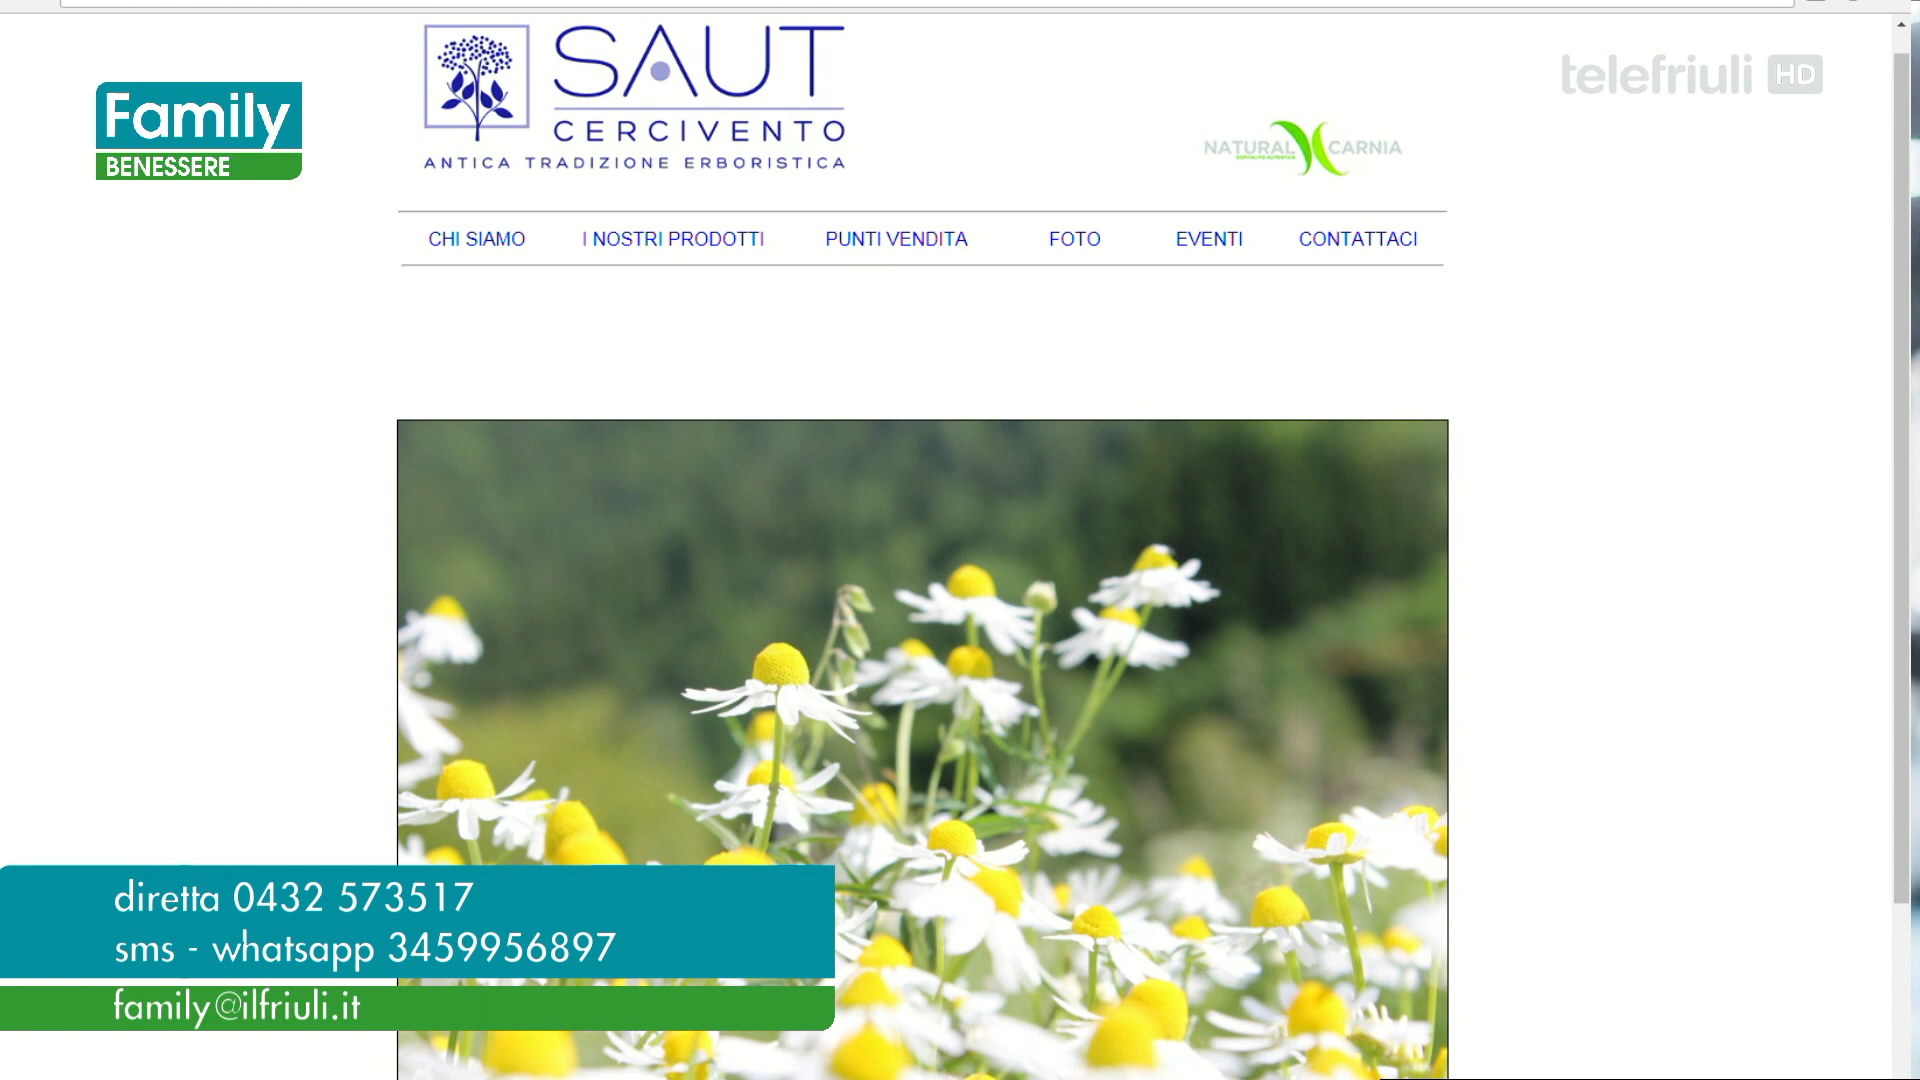 SAUT
CERCIVENTO
ANTICA TRADIZIONE ERBORISTICA
telefriuli HD
Family
BENESSERE
NATURAL CARNIA
CHI SIAMO
I NOSTRI PRODOTTI
PUNTI VENDITA
FOTO
EVENTI
CONTATTACI
diretta 0432 573517
sms - whatsapp 3459956897
family@ilfriuli.it